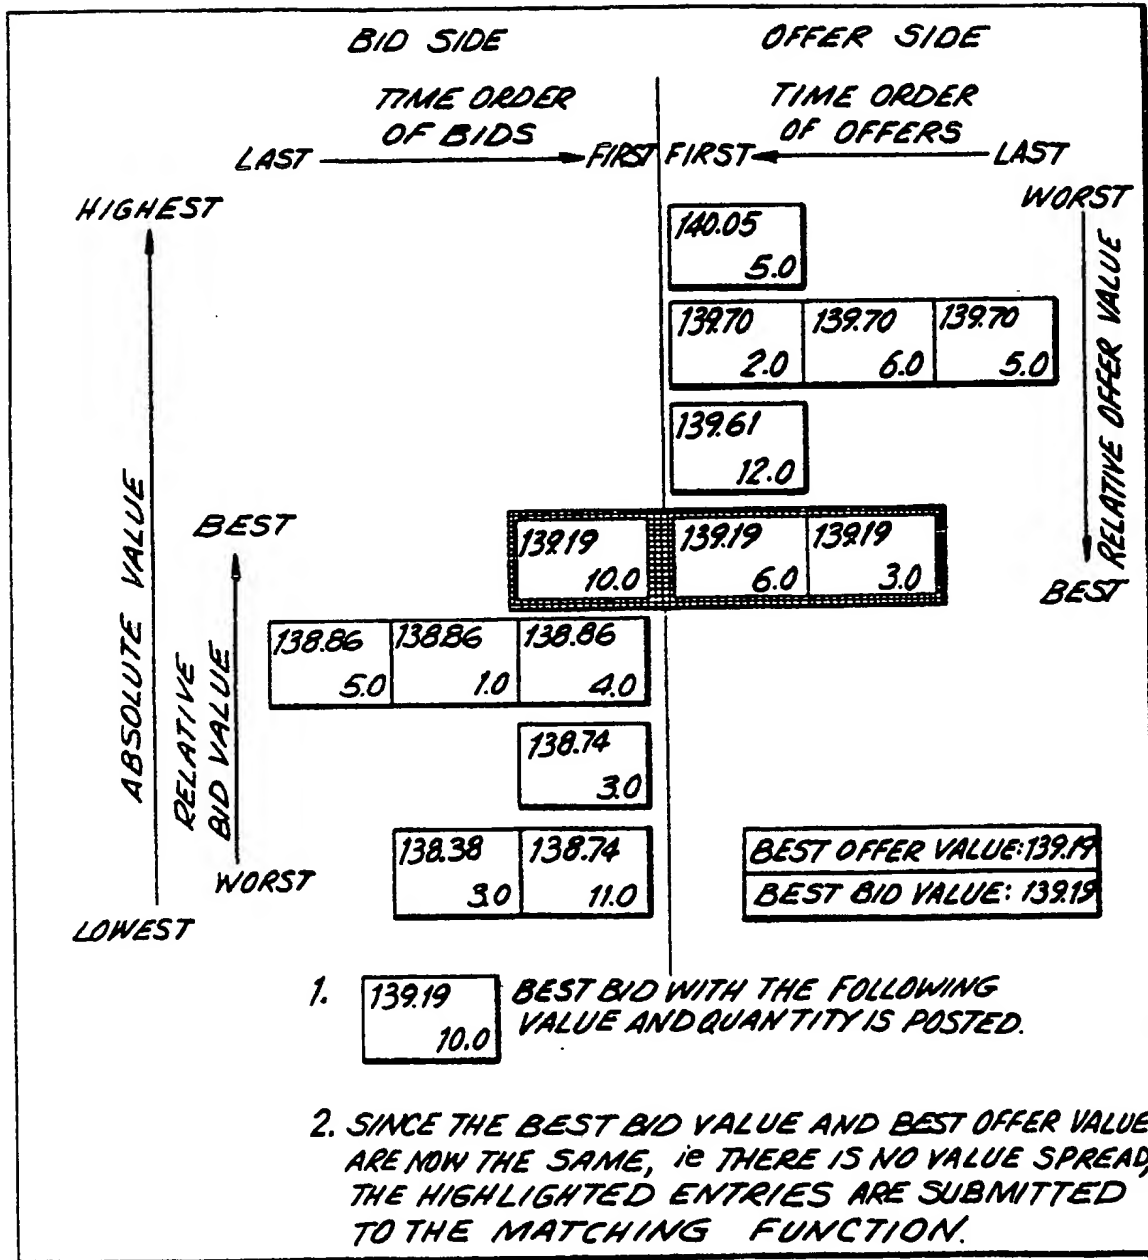 BID SIDE
OFFER SIDE
TIME ORDER
OF BIDS
TIME ORDER
OF OFFERS
LAST
FIRST
FIRST
LAST
HIGHEST
WORST
140.05
5.0
139.70 139.70 139.70
2.0 6.0 5.0
139.61
12.0
RELATIVE OFFER VALUE
ABSOLUTE VALUE
BEST
139.19 139.19 139.19
10.0 6.0 3.0
BEST
RELATIVE
BID VALUE
138.86 138.86 138.86
5.0 1.0 4.0
138.74
3.0
138.38 138.74
3.0 11.0
WORST
LOWEST
BEST OFFER VALUE: 139.19
BEST BID VALUE: 139.19
1. 139.19 BEST BID WITH THE FOLLOWING
10.0 VALUE AND QUANTITY IS POSTED.
2. SINCE THE BEST BID VALUE AND BEST OFFER VALUE
ARE NOW THE SAME, ie THERE IS NO VALUE SPREAD,
THE HIGHLIGHTED ENTRIES ARE SUBMITTED
TO THE MATCHING FUNCTION.